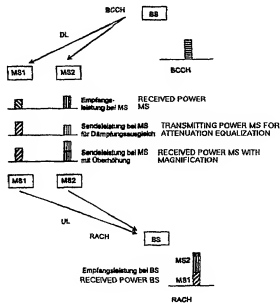 BCCH
BS
DL
MS1
MS2
BCCH
Empfangs-
leistung bei MS
RECEIVED POWER
MS
Sendeleistung bei MS
für Dämpfungsausgleich
TRANSMITTING POWER MS FOR
ATTENUATION EQUALIZATION
Sendeleistung bei MS
mit Überhöhung
RECEIVED POWER MS WITH
MAGNIFICATION
MS1
MS2
UL
RACH
BS
MS2
Empfangsleistung bei BS
RECEIVED POWER BS
MS1
RACH